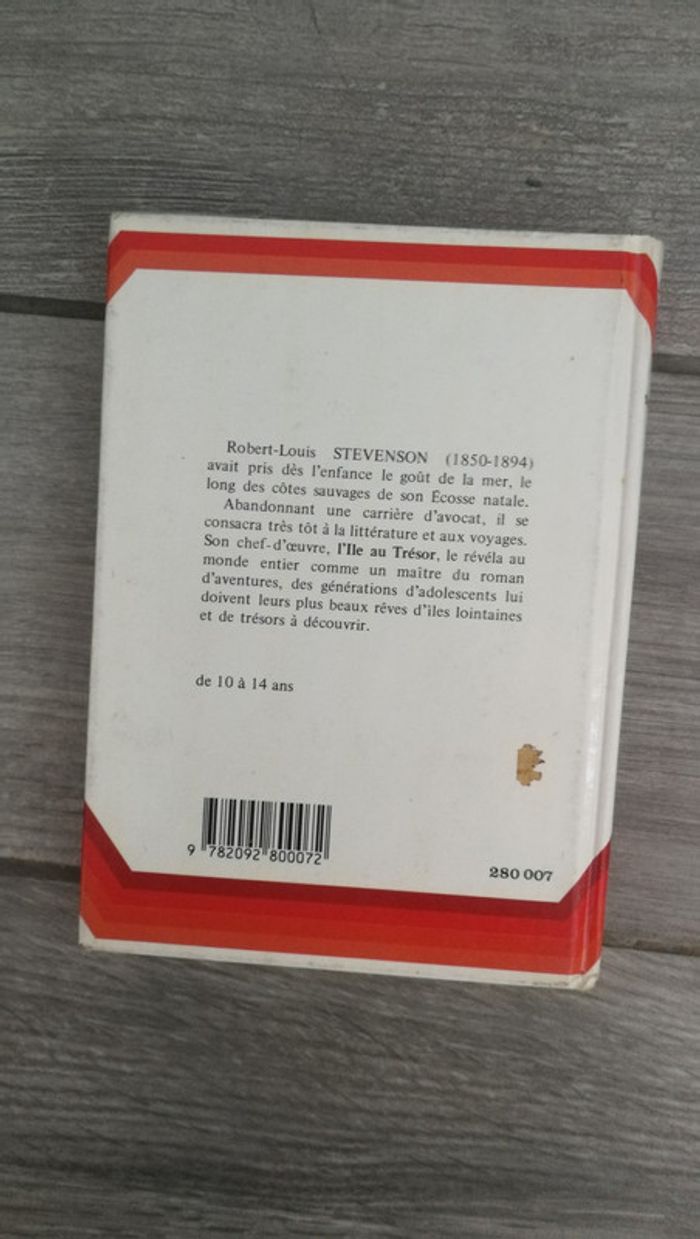 Robert-Louis STEVENSON (1850-1894)
avait pris dès l'enfance le goût de la mer, le
long des côtes sauvages de son Ecosse natale.
Abandonnant une carrière d'avocat, il se
consacra très tôt à la littérature et aux voyages.
Son chef-d'œuvre, l'Ile au Trésor, le révéla au
monde entier comme un maître du roman
d'aventures, des générations d'adolescents lui
doivent leurs plus beaux rêves d'îles lointaines
et de trésors à découvrir.
de 10 à 14 ans
9 782092 800072
280 007